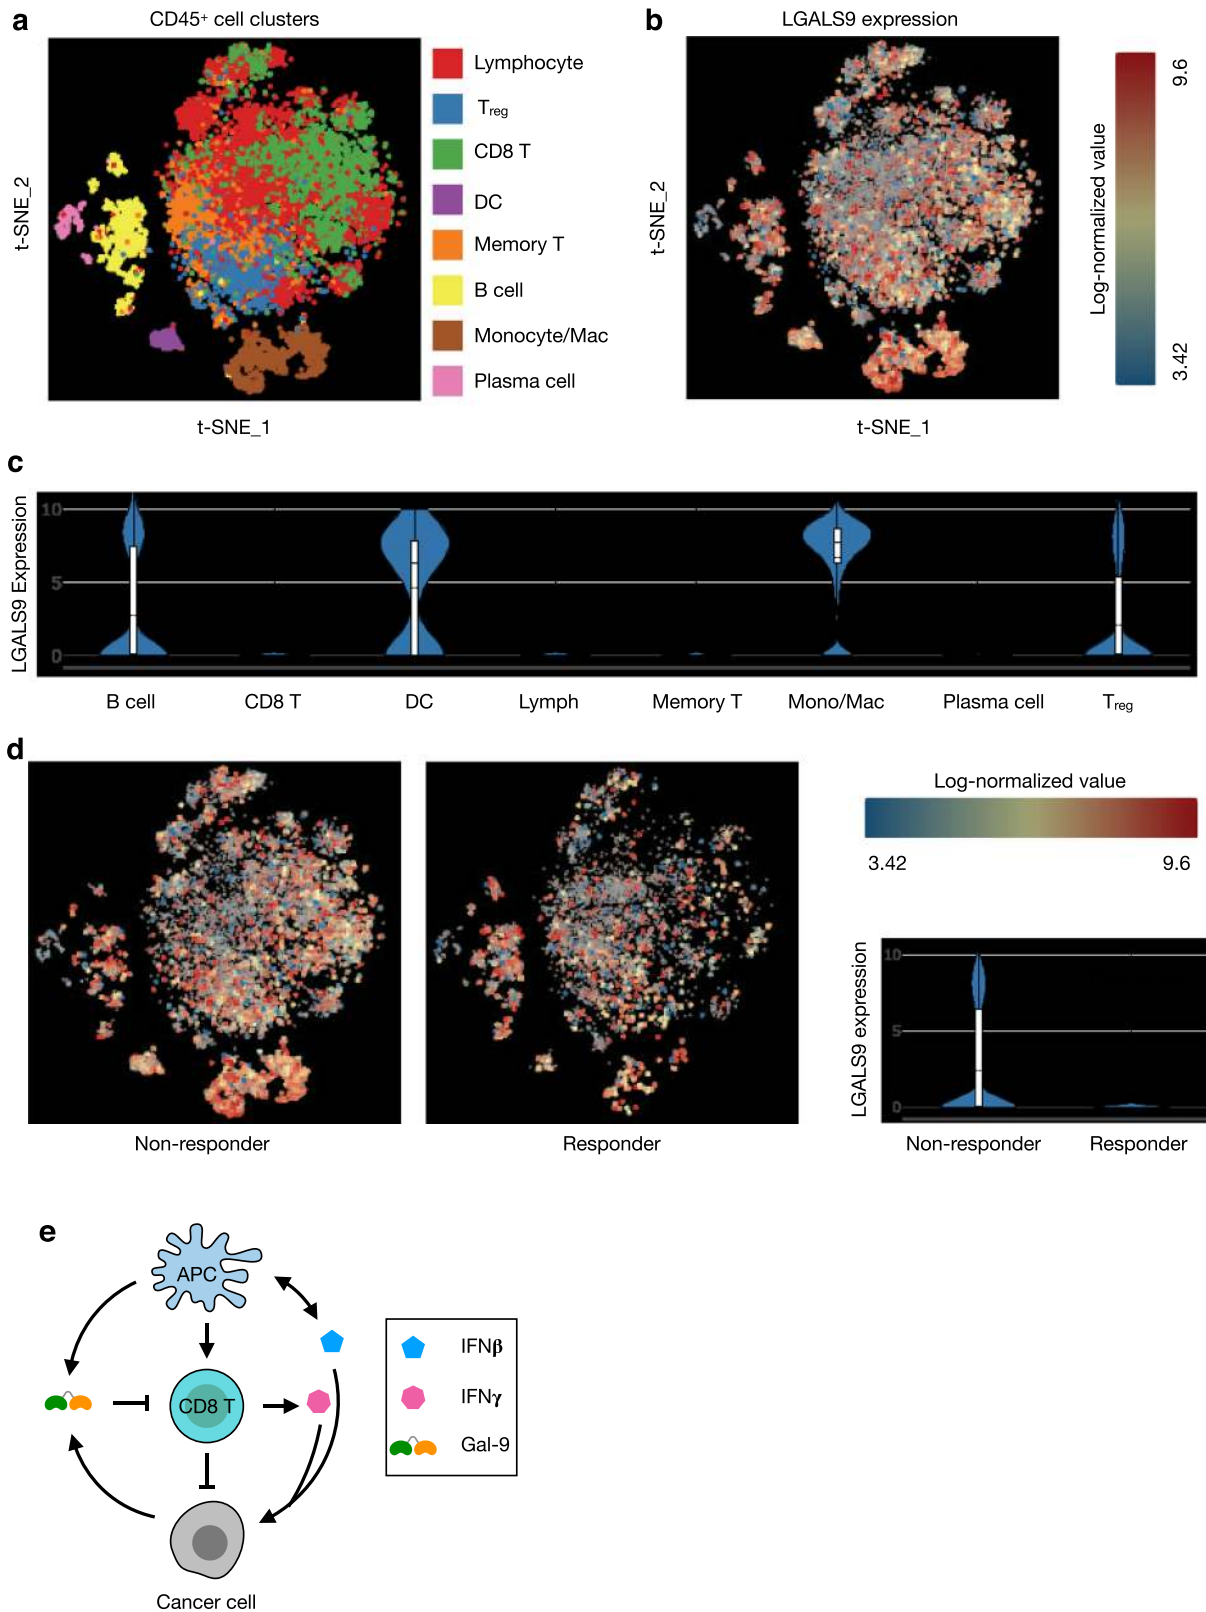 a
CD45+ cell clusters
t-SNE_2
t-SNE_1
Lymphocyte
Treg
CD8 T
DC
Memory T
B cell
Monocyte/Mac
Plasma cell
b
LGALS9 expression
t-SNE_2
t-SNE_1
Log-normalized value
9.6
3.42
c
LGALS9 Expression
10
5
0
B cell
CD8 T
DC
Lymph
Memory T
Mono/Mac
Plasma cell
Treg
d
Non-responder
Responder
Log-normalized value
3.42
9.6
LGALS9 expression
10
5
0
Non-responder
Responder
e
APC
CD8 T
Cancer cell
IFNβ
IFNγ
Gal-9